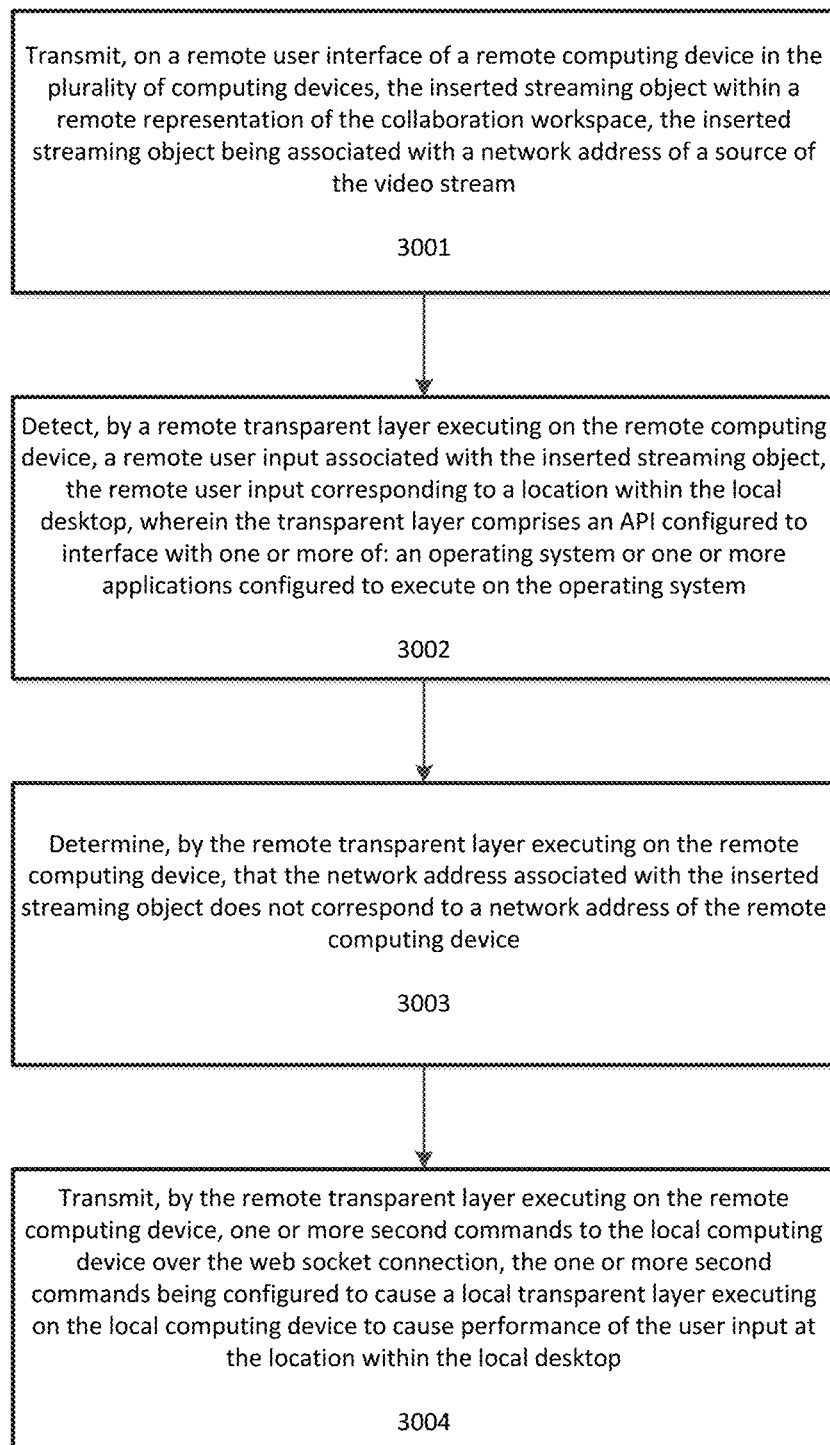 Transmit, on a remote user interface of a remote computing device in the
plurality of computing devices, the inserted streaming object within a
remote representation of the collaboration workspace, the inserted
streaming object being associated with a network address of a source of
the video stream
3001
Detect, by a remote transparent layer executing on the remote computing
device, a remote user input associated with the inserted streaming object,
the remote user input corresponding to a location within the local
desktop, wherein the transparent layer comprises an API configured to
interface with one or more of: an operating system or one or more
applications configured to execute on the operating system
3002
Determine, by the remote transparent layer executing on the remote
computing device, that the network address associated with the inserted
streaming object does not correspond to a network address of the remote
computing device
3003
Transmit, by the remote transparent layer executing on the remote
computing device, one or more second commands to the local computing
device over the web socket connection, the one or more second
commands being configured to cause a local transparent layer executing
on the local computing device to cause performance of the user input at
the location within the local desktop
3004